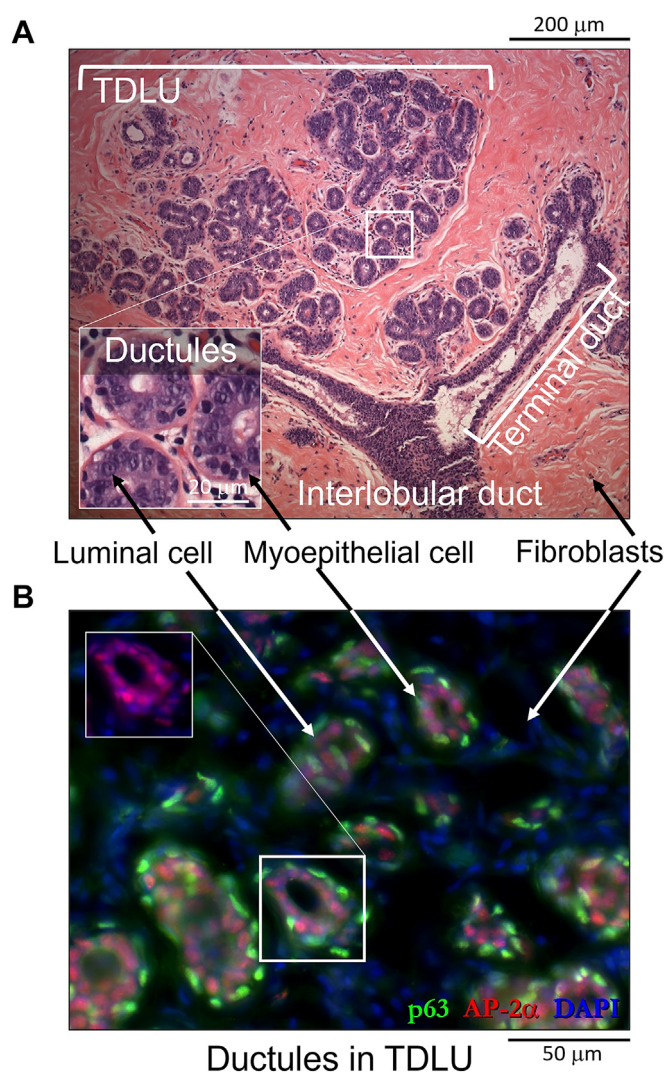 A
200 μm
TDLU
Ductules
20 μm
Terminal duct
Interlobular duct
Luminal cell
Myoepithelial cell
Fibroblasts
B
p63 AP-2α DAPI
Ductules in TDLU
50 μm